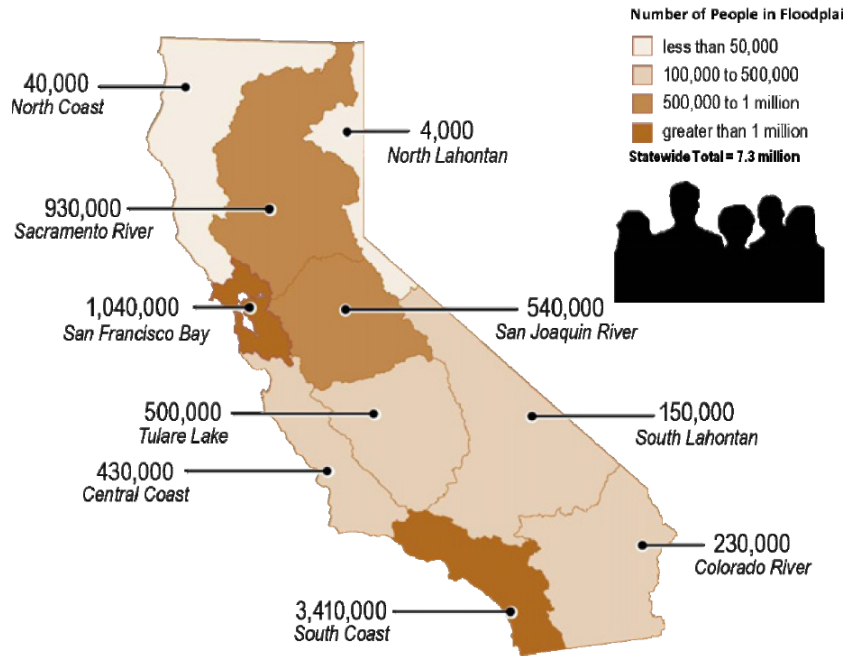 Number of People in Floodplai
less than 50,000
100,000 to 500,000
500,000 to 1 million
greater than 1 million
Statewide Total = 7.3 million
40,000
North Coast
4,000
North Lahontan
930,000
Sacramento River
1,040,000
San Francisco Bay
540,000
San Joaquin River
500,000
Tulare Lake
150,000
South Lahontan
430,000
Central Coast
230,000
Colorado River
3,410,000
South Coast